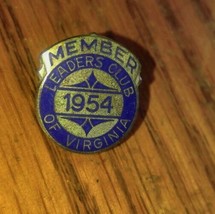 MEMBER
LEADERS CLUB
1954
OF VIRGINIA